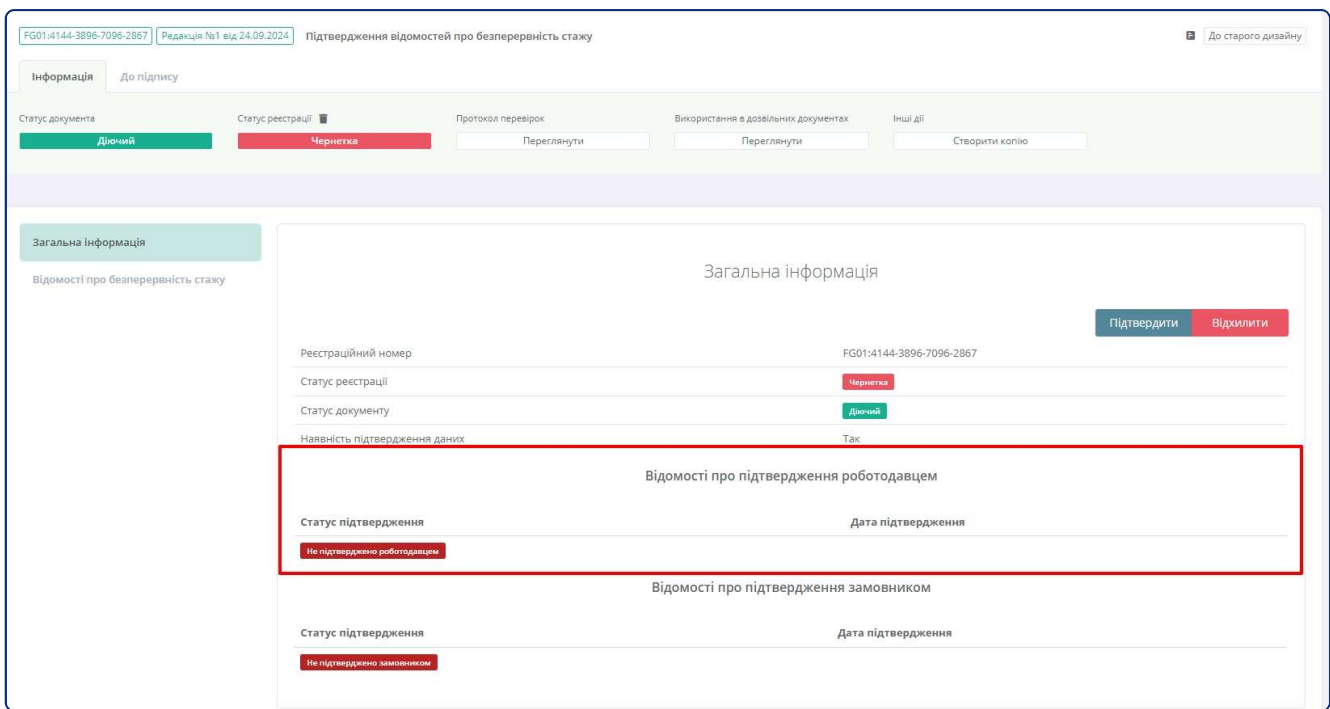 FG01:4144-3896-7096-2867 Редакція №1 від 24.09.2024 Підтвердження відомостей про безперервність стажу До старого дизайну
Інформація До підпису
Статус документа Статус реєстрації Протокол перевірок Використання в дозвільних документах Інші дії
Діючий Чернетка Переглянути Переглянути Створити копію
Загальна інформація
Відомості про безперервність стажу
Загальна інформація
Підтвердити Відхилити
Реєстраційний номер FG01:4144-3896-7096-2867
Статус реєстрації Чернетка
Статус документу Діючий
Наявність підтвердження даних Так
Відомості про підтвердження роботодавцем
Статус підтвердження Дата підтвердження
Не підтверджено роботодавцем
Відомості про підтвердження замовником
Статус підтвердження Дата підтвердження
Не підтверджено замовником